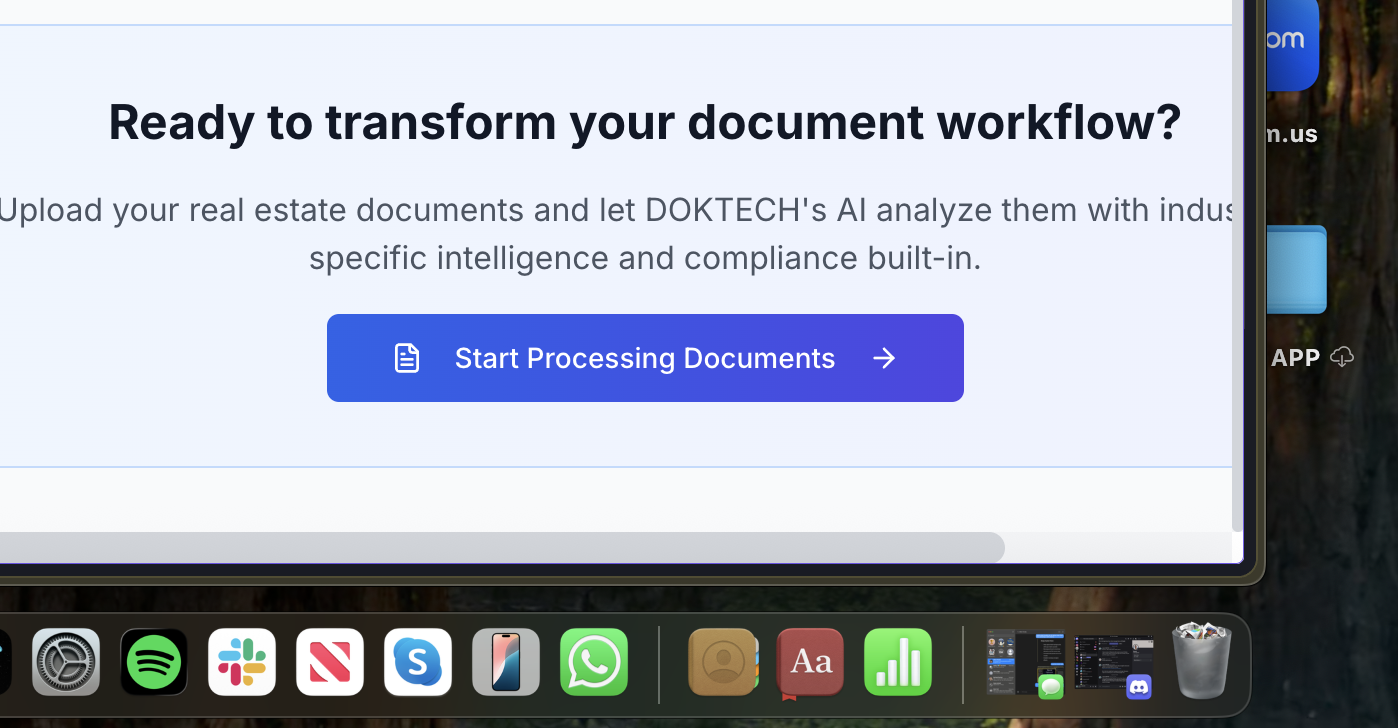 om
Ready to transform your document workflow?
m.us
Upload your real estate documents and let DOKTECH's AI analyze them with indus
specific intelligence and compliance built-in.
Start Processing Documents
APP
S
Aa